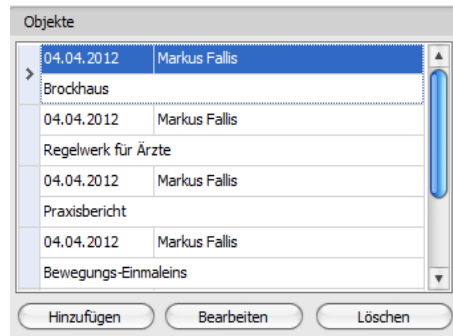 Objekte
04.04.2012 Markus Fallis
Brockhaus
04.04.2012 Markus Fallis
Regelwerk für Ärzte
04.04.2012 Markus Fallis
Praxisbericht
04.04.2012 Markus Fallis
Bewegungs-Einmaleins
Hinzufügen Bearbeiten Löschen